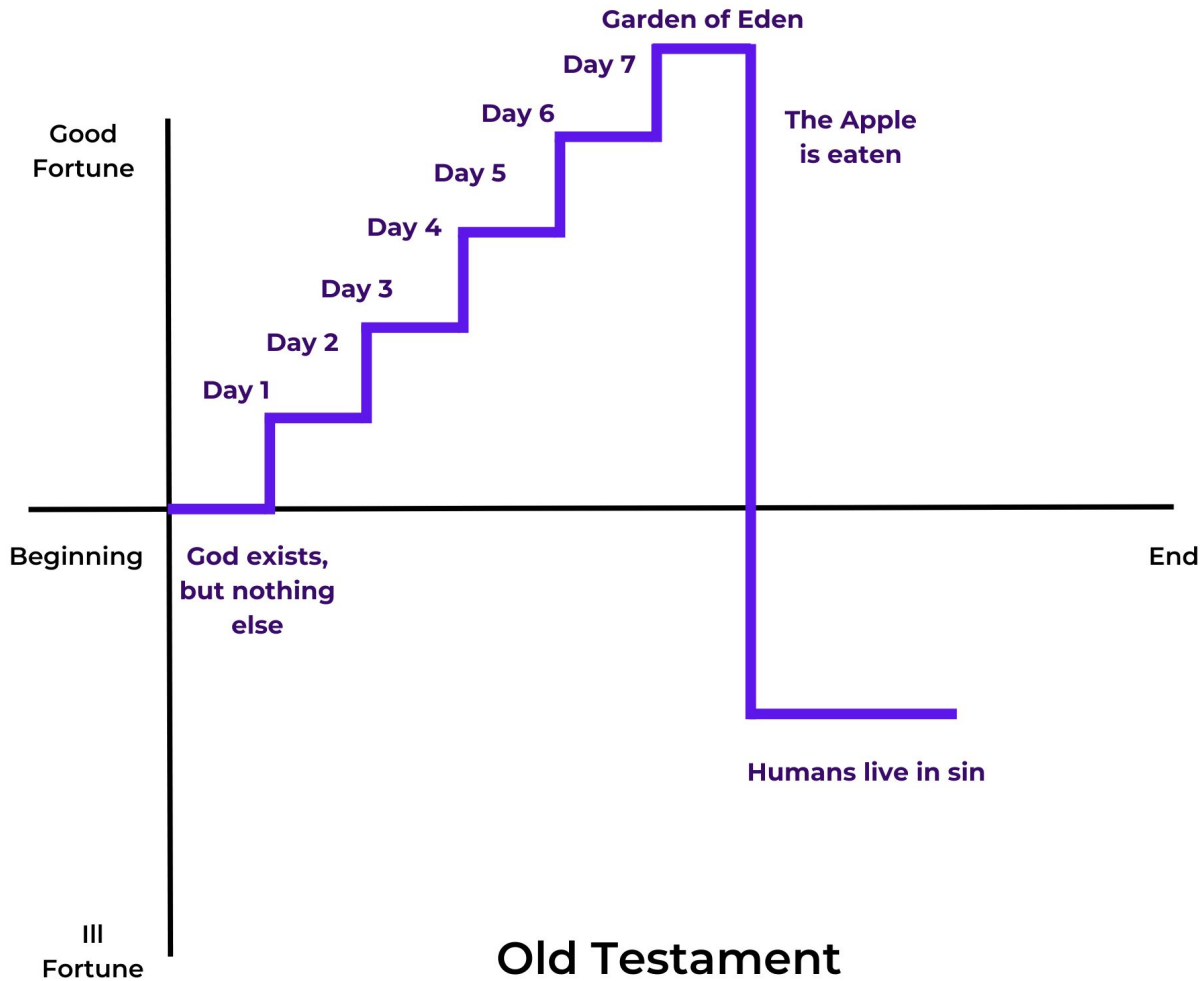 Garden of Eden
Day 7
Day 6
Day 5
Day 4
Day 3
Day 2
Day 1
The Apple
is eaten
Good
Fortune
Beginning
God exists,
but nothing
else
End
Humans live in sin
Ill
Fortune
Old Testament